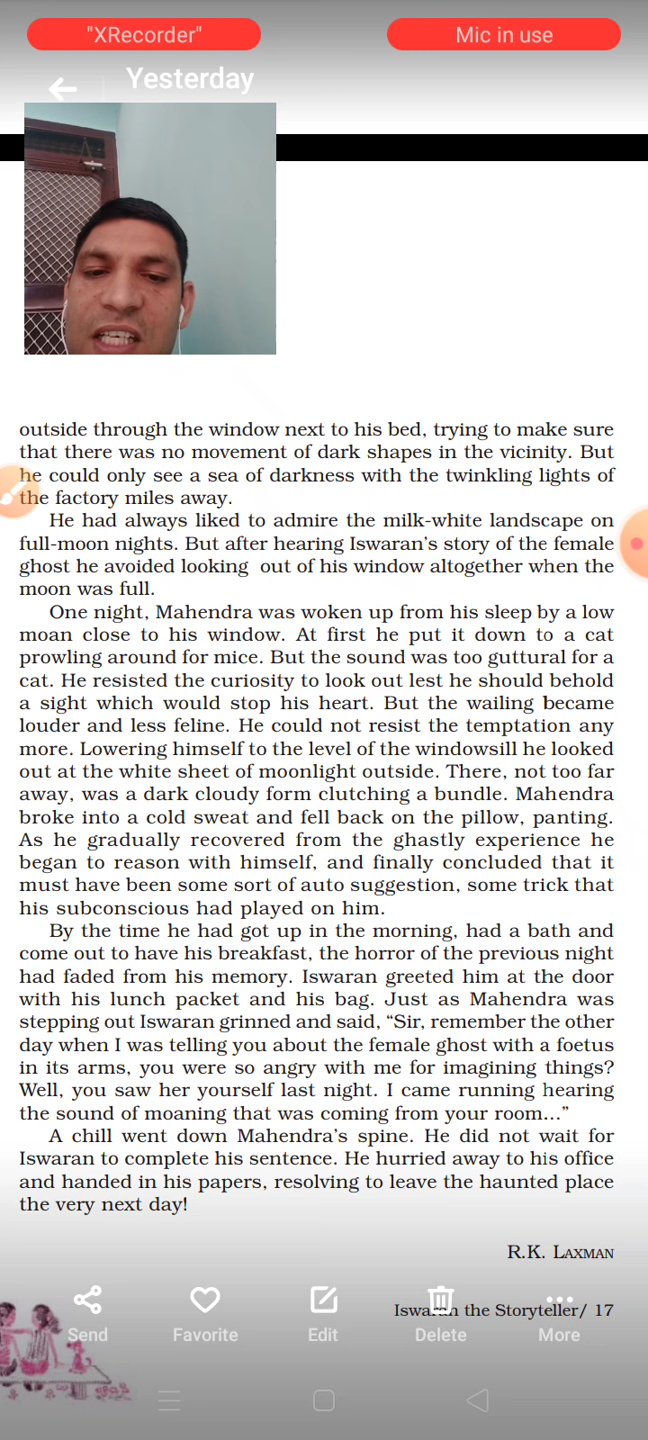 "XRecorder"
Mic in use
Yesterday
outside through the window next to his bed, trying to make sure
that there was no movement of dark shapes in the vicinity. But
he could only see a sea of darkness with the twinkling lights of
the factory miles away.
He had always liked to admire the milk-white landscape on
full-moon nights. But after hearing Iswaran’s story of the female
ghost he avoided looking out of his window altogether when the
moon was full.
One night, Mahendra was woken up from his sleep by a low
moan close to his window. At first he put it down to a cat
prowling around for mice. But the sound was too guttural for a
cat. He resisted the curiosity to look out lest he should behold
a sight which would stop his heart. But the wailing became
louder and less feline. He could not resist the temptation any
more. Lowering himself to the level of the windowsill he looked
out at the white sheet of moonlight outside. There, not too far
away, was a dark cloudy form clutching a bundle. Mahendra
broke into a cold sweat and fell back on the pillow, panting.
As he gradually recovered from the ghastly experience he
began to reason with himself, and finally concluded that it
must have been some sort of auto suggestion, some trick that
his subconscious had played on him.
By the time he had got up in the morning, had a bath and
come out to have his breakfast, the horror of the previous night
had faded from his memory. Iswaran greeted him at the door
with his lunch packet and his bag. Just as Mahendra was
stepping out Iswaran grinned and said, “Sir, remember the other
day when I was telling you about the female ghost with a foetus
in its arms, you were so angry with me for imagining things?
Well, you saw her yourself last night. I came running hearing
the sound of moaning that was coming from your room...”
A chill went down Mahendra’s spine. He did not wait for
Iswaran to complete his sentence. He hurried away to his office
and handed in his papers, resolving to leave the haunted place
the very next day!
R.K. LAXMAN
Iswaran the Storyteller/ 17
Send
Favorite
Edit
Delete
More